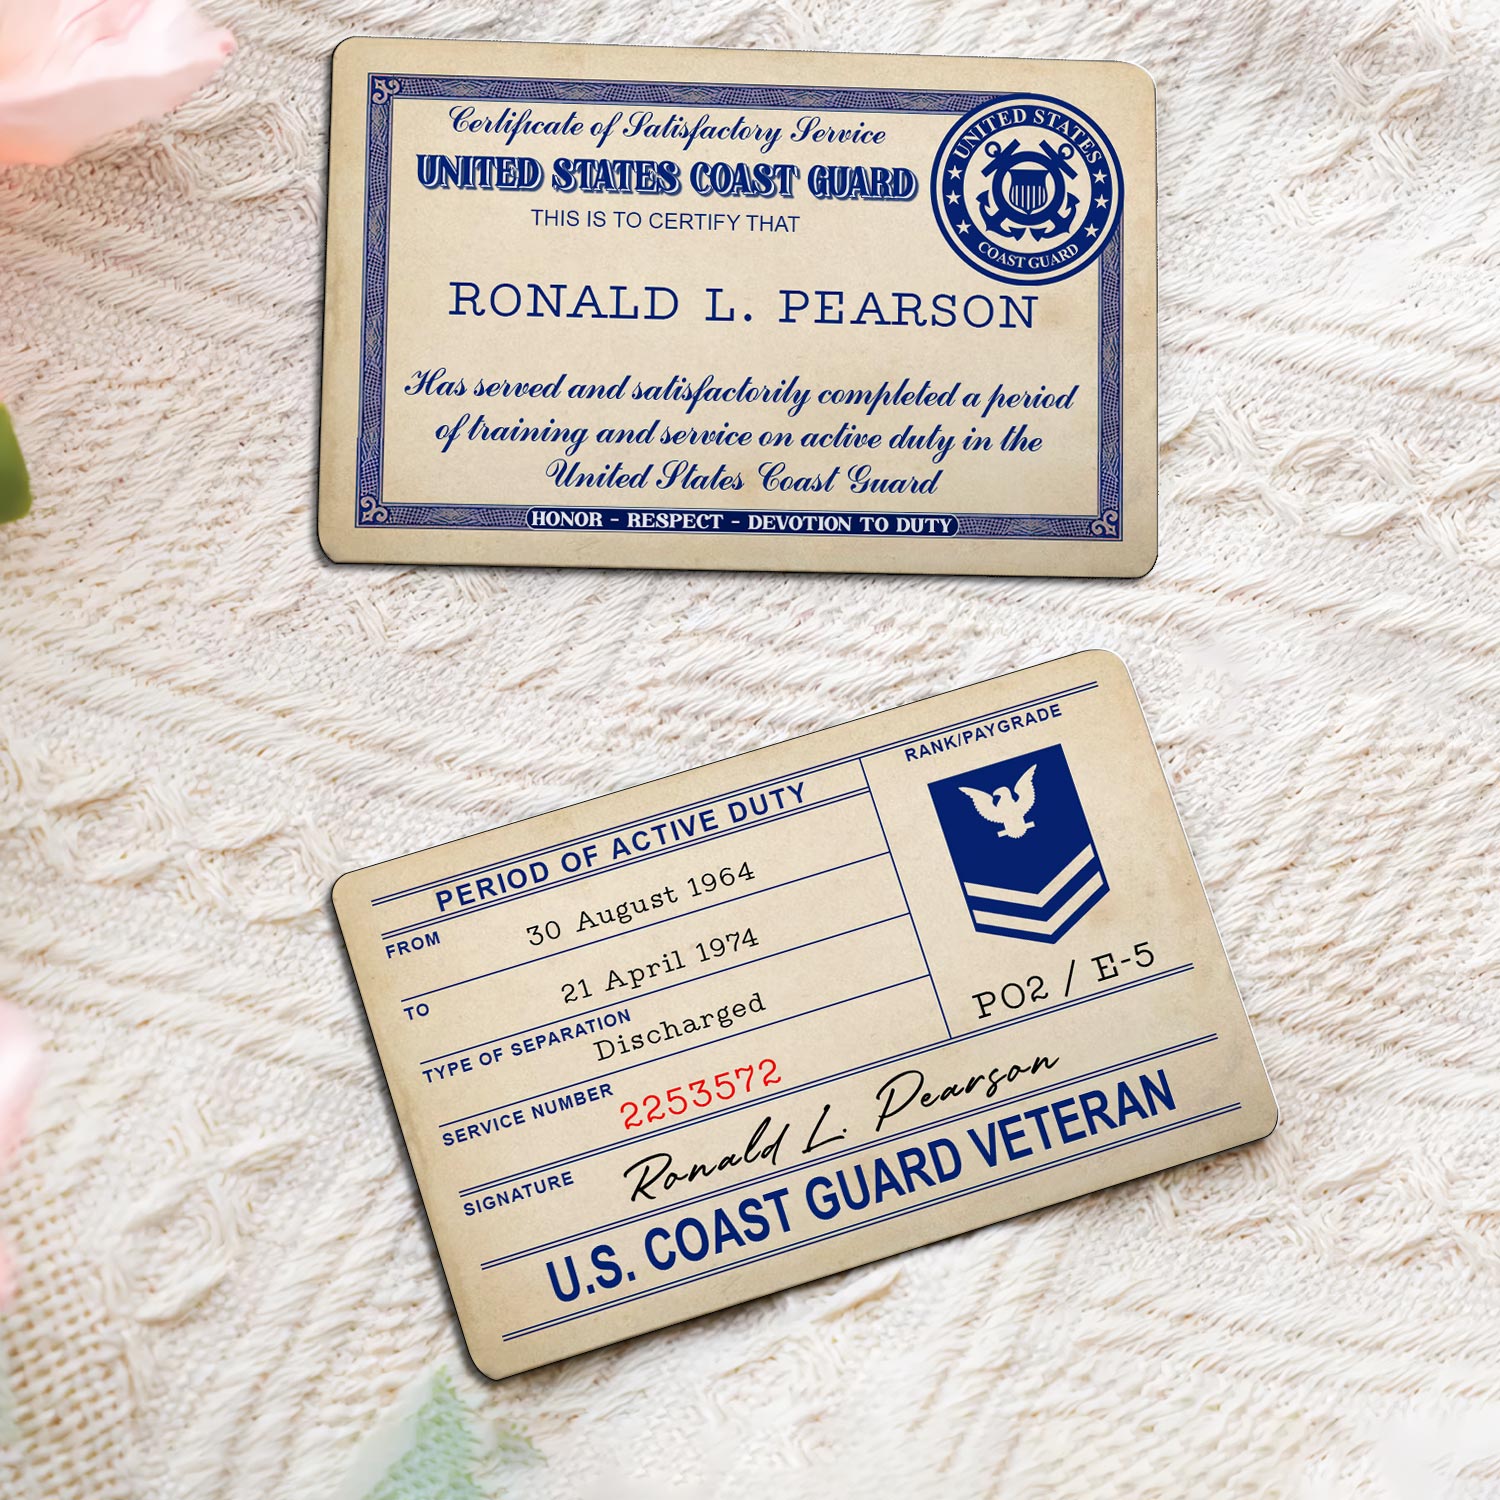 Certificate of Satisfactory Service
UNITED STATES COAST GUARD
THIS IS TO CERTIFY THAT
UNITED STATES
COAST GUARD
RONALD L. PEARSON
Has served and satisfactorily completed a period
of training and service on active duty in the
United States Coast Guard
HONOR - RESPECT - DEVOTION TO DUTY
PERIOD OF ACTIVE DUTY
RANK/PAYGRADE
FROM 30 August 1964
TO 21 April 1974
TYPE OF SEPARATION Discharged
PO2 / E-5
SERVICE NUMBER 2253572
SIGNATURE Ronald L. Pearson
U.S. COAST GUARD VETERAN